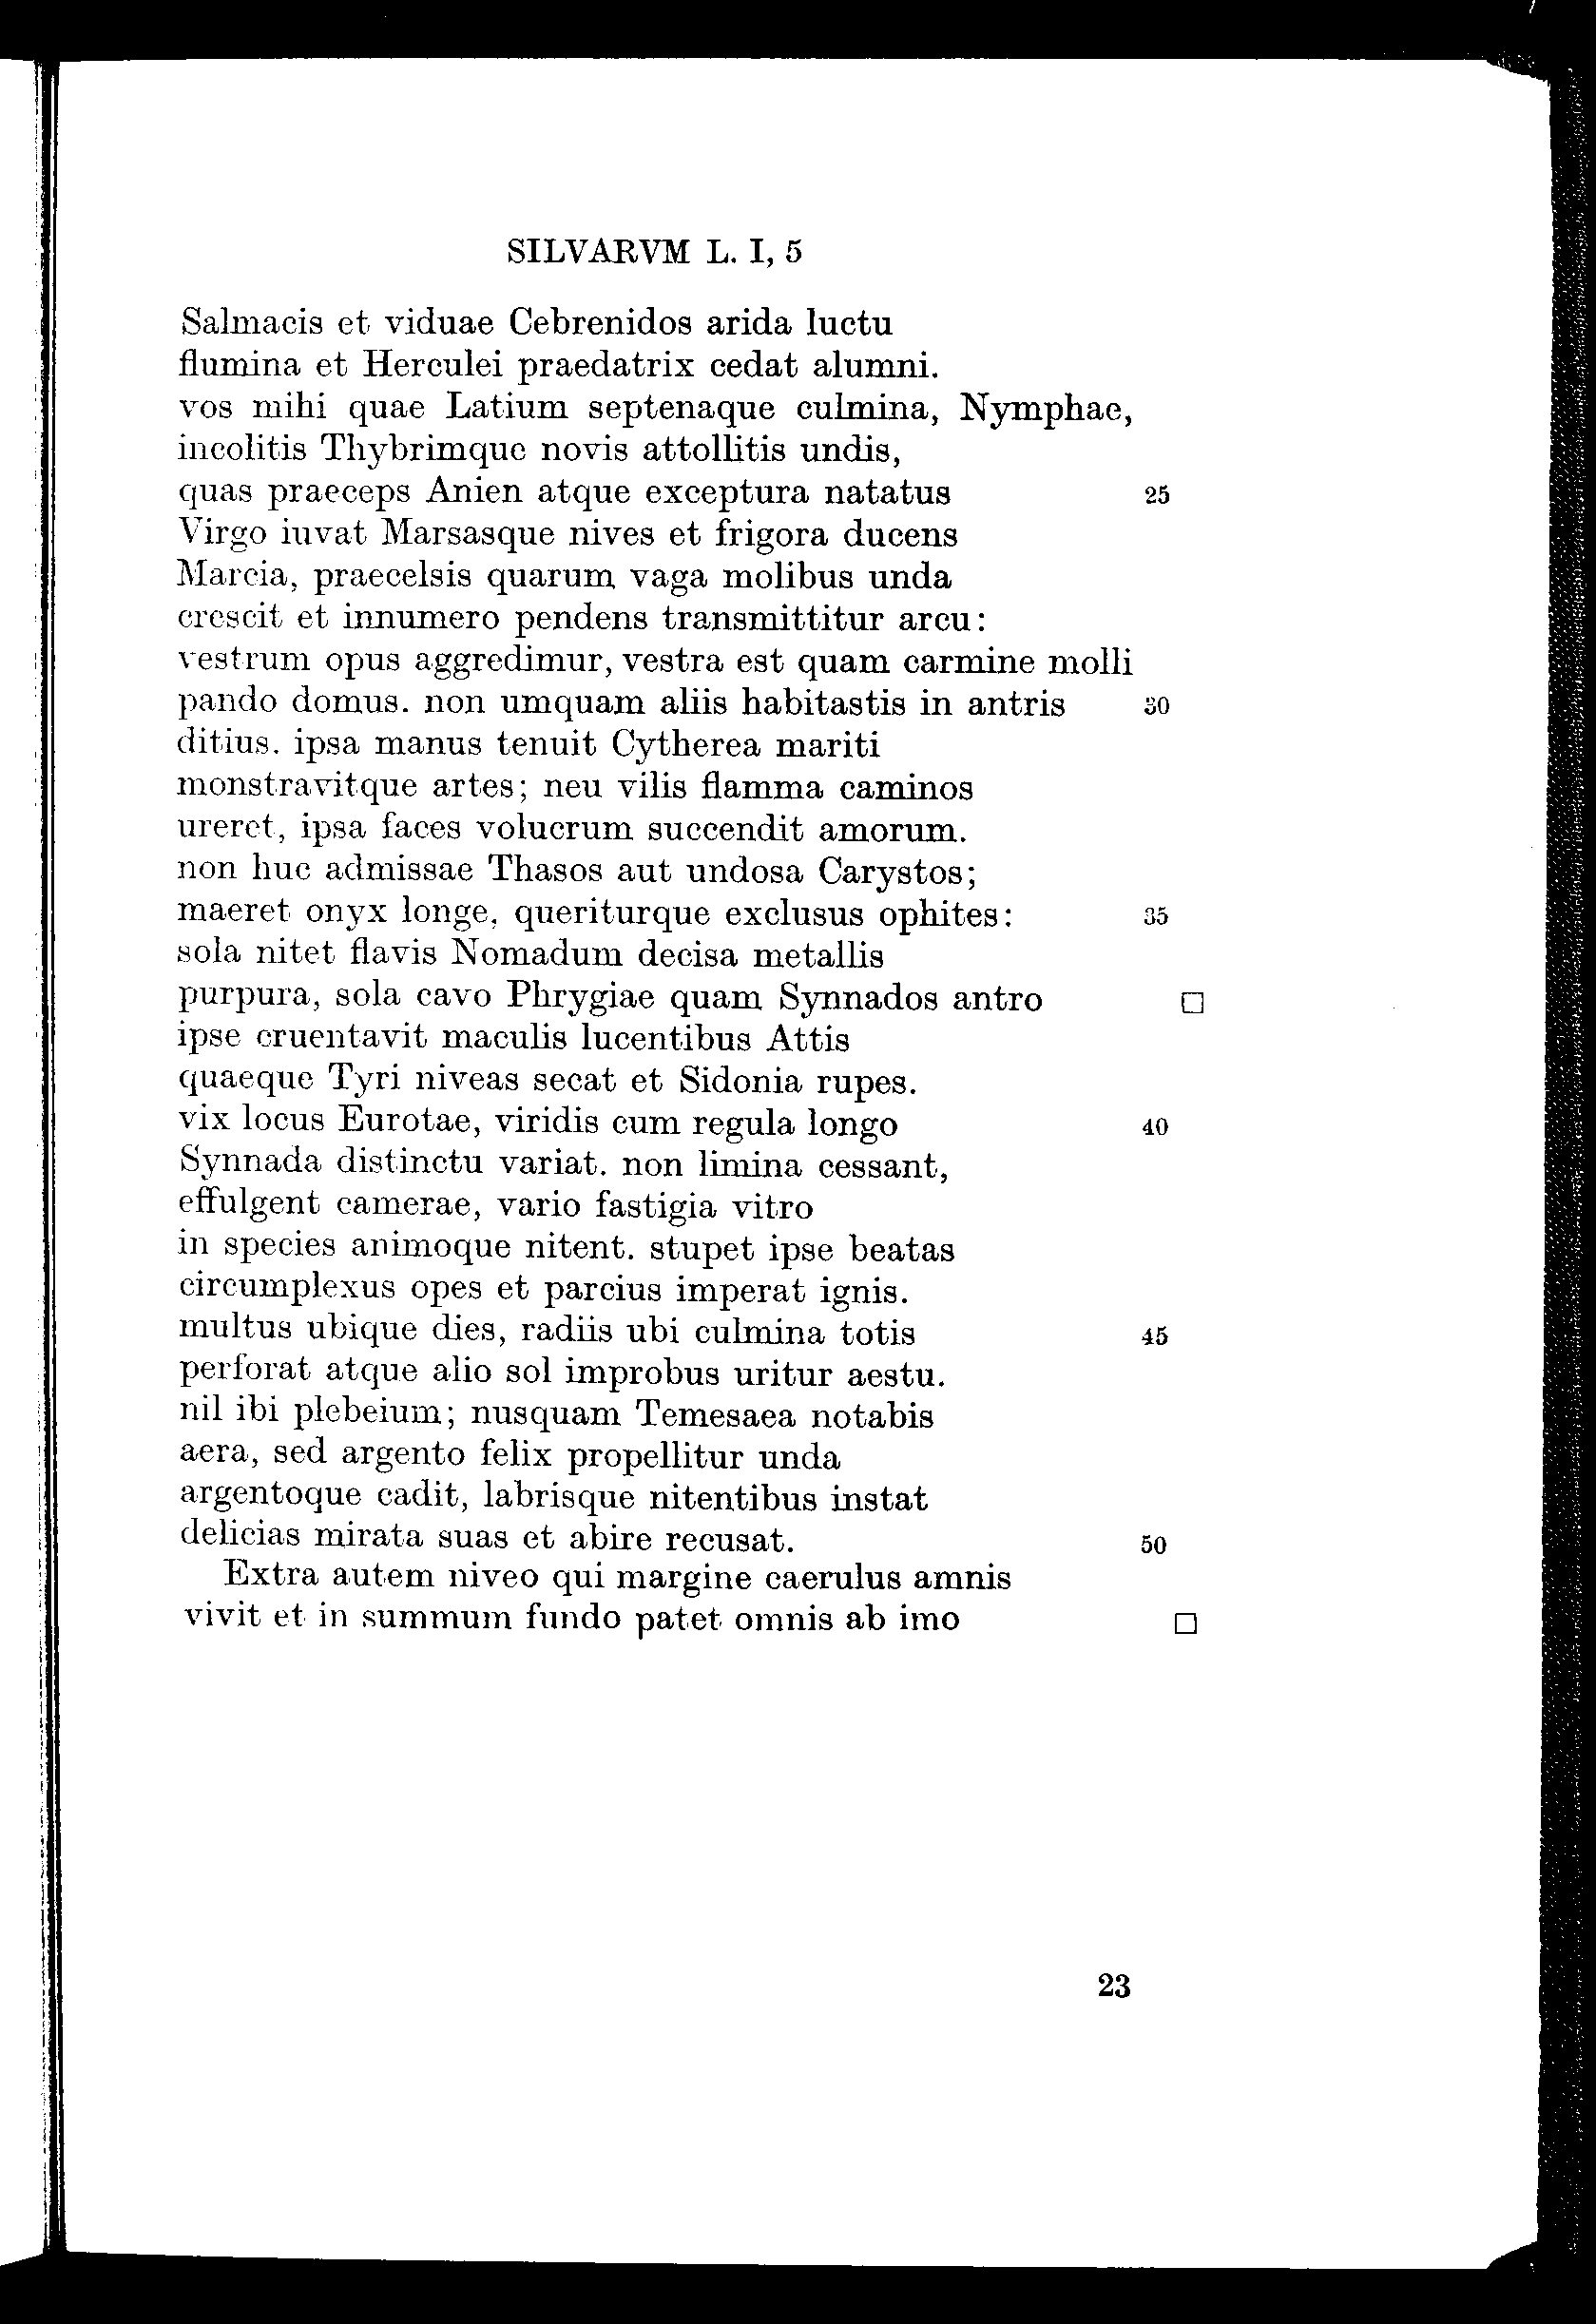 SILVARVM L. I, 5
Salmacis et viduae Cebrenidos arida luctu
flumina et Herculei praedatrix cedat alumni.
vos mihi quae Latium septenaque culmina, Nymphae,
incolitis Thybrimque novis attollitis undis,
quas praeceps Anien atque exceptura natatus 25
Virgo iuvat Marsasque nives et frigora ducens
Marcia, praecelsis quarum vaga molibus unda
crescit et innumero pendens transmittitur arcu:
vestrum opus aggredimur, vestra est quam carmine molli
pando domus. non umquam aliis habitastis in antris 30
ditius. ipsa manus tenuit Cytherea mariti
monstravitque artes; neu vilis flamma caminos
ureret, ipsa faces volucrum succendit amorum.
non huc admissae Thasos aut undosa Carystos;
maeret onyx longe, queriturque exclusus ophites: 35
sola nitet flavis Nomadum decisa metallis
purpura, sola cavo Phrygiae quam Synnados antro □
ipse cruentavit maculis lucentibus Attis
quaeque Tyri niveas secat et Sidonia rupes.
vix locus Eurotae, viridis cum regula longo 40
Synnada distinctu variat. non limina cessant,
effulgent camerae, vario fastigia vitro
in species animoque nitent. stupet ipse beatas
circumplexus opes et parcius imperat ignis.
multus ubique dies, radiis ubi culmina totis 45
perforat atque alio sol improbus uritur aestu.
nil ibi plebeium; nusquam Temesaea notabis
aera, sed argento felix propellitur unda
argentoque cadit, labrisque nitentibus instat
delicias mirata suas et abire recusat. 50
Extra autem niveo qui margine caerulus amnis
vivit et in summum fundo patet omnis ab imo □
23